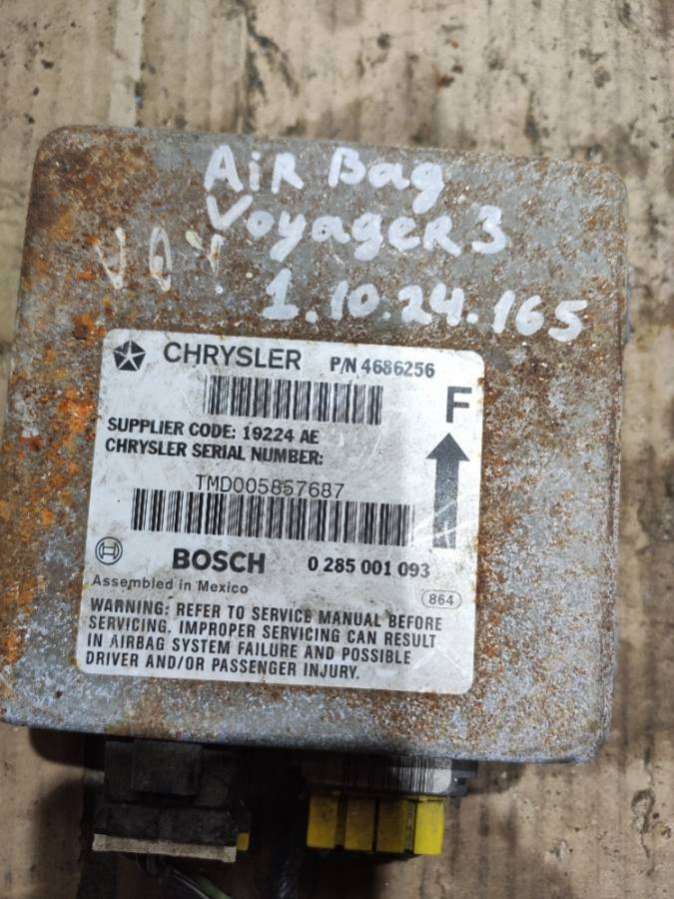 AiR Bag
VoyageR 3
1.10.24.165
CHRYSLER P/N 4686256
F
SUPPLIER CODE: 19224 AE
CHRYSLER SERIAL NUMBER:
TMD005857687
BOSCH 0 285 001 093
Assembled in Mexico
864
WARNING: REFER TO SERVICE MANUAL BEFORE
SERVICING. IMPROPER SERVICING CAN RESULT
IN AIRBAG SYSTEM FAILURE AND POSSIBLE
DRIVER AND/OR PASSENGER INJURY.